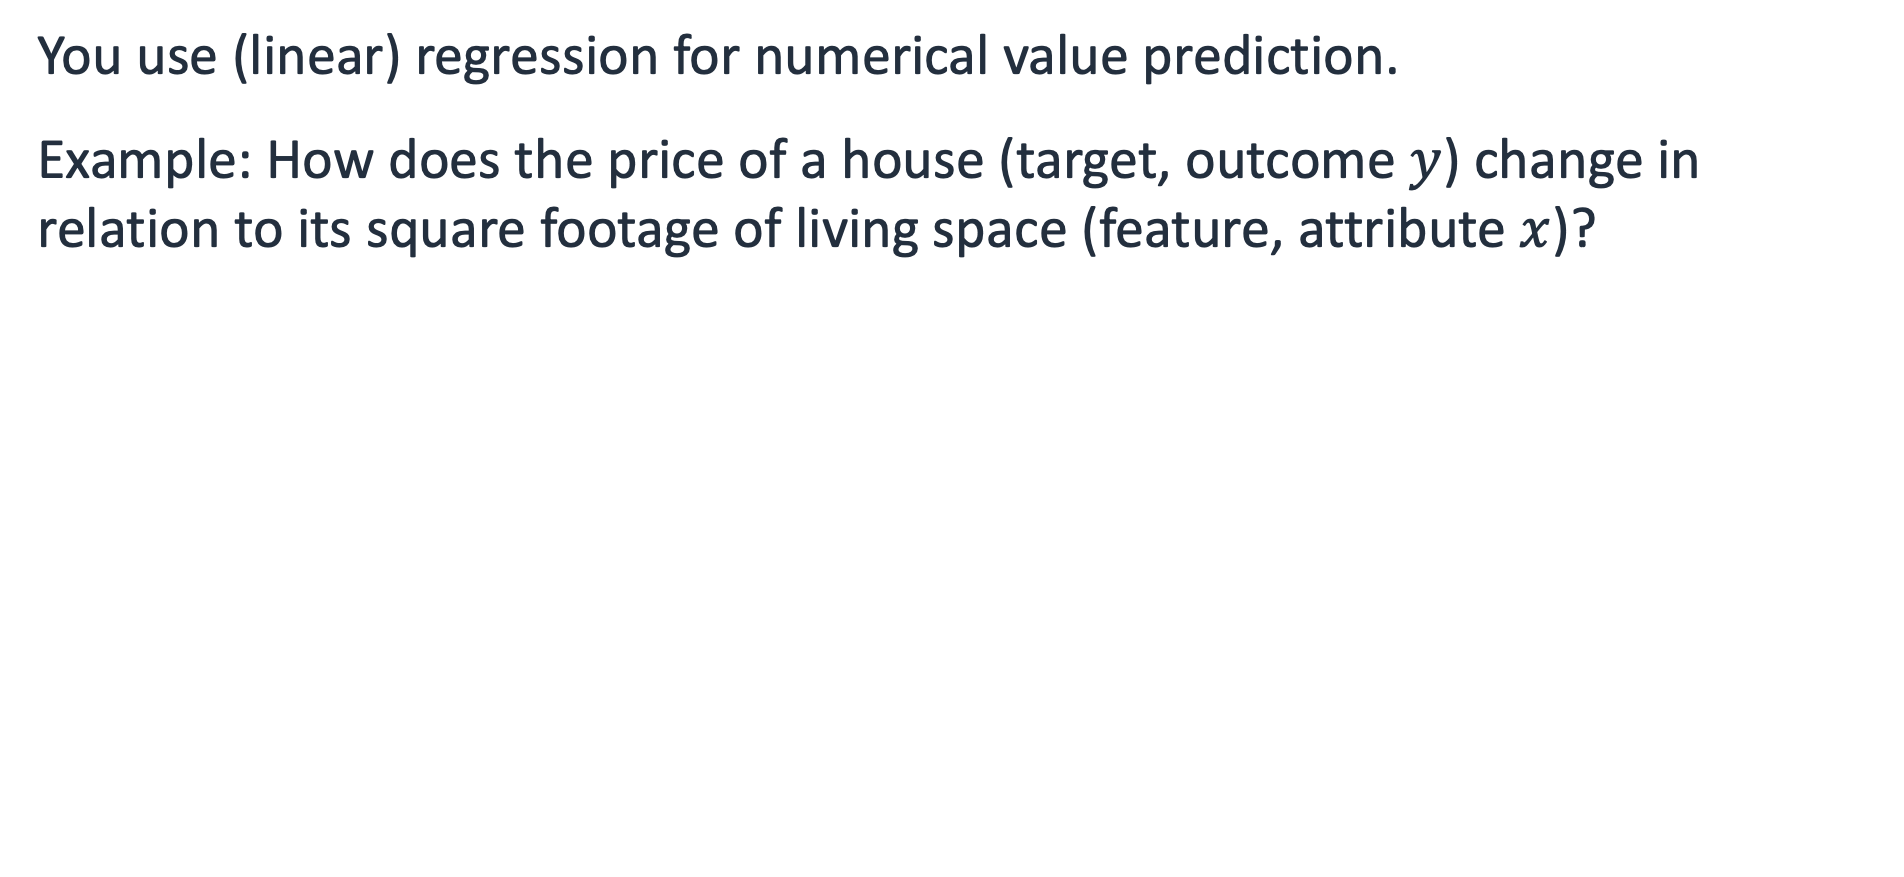 You use (linear) regression for numerical value prediction.
Example: How does the price of a house (target, outcome y) change in
relation to its square footage of living space (feature, attribute x)?